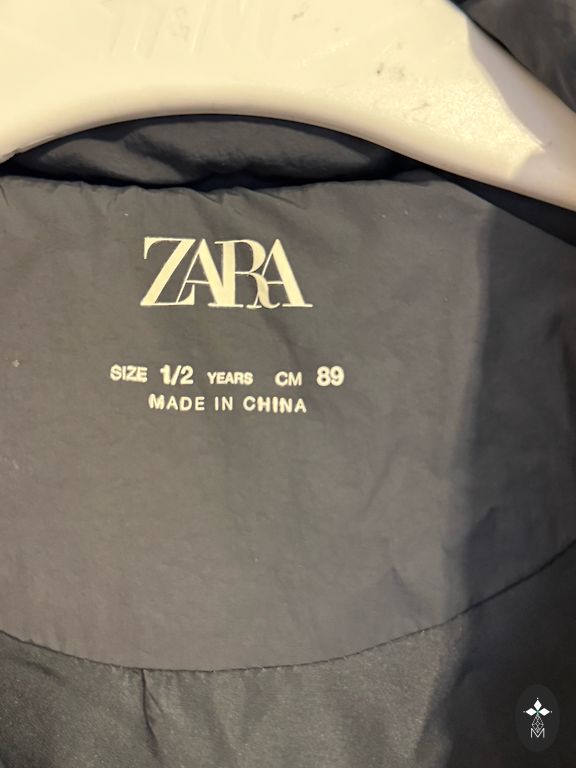 ZARA
SIZE 1/2 YEARS CM 89
MADE IN CHINA